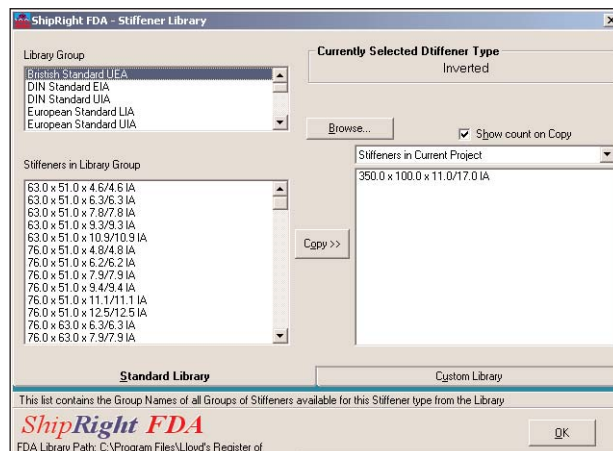 ShipRight FDA - Stiffener Library
Library Group
Bristish Standard UEA
DIN Standard EIA
DIN Standard UIA
European Standard LIA
European Standard UIA
Currently Selected Dtiffener Type
Inverted
Browse...
Show count on Copy
Stiffeners in Library Group
63.0 x 51.0 x 4.6/4.6 IA
63.0 x 51.0 x 6.3/6.3 IA
63.0 x 51.0 x 7.8/7.8 IA
63.0 x 51.0 x 9.3/9.3 IA
63.0 x 51.0 x 10.9/10.9 IA
76.0 x 51.0 x 4.8/4.8 IA
76.0 x 51.0 x 6.2/6.2 IA
76.0 x 51.0 x 7.9/7.9 IA
76.0 x 51.0 x 9.4/9.4 IA
76.0 x 51.0 x 11.1/11.1 IA
76.0 x 51.0 x 12.5/12.5 IA
76.0 x 63.0 x 6.3/6.3 IA
76.0 x 63.0 x 7.9/7.9 IA
Copy >>
Stiffeners in Current Project
350.0 x 100.0 x 11.0/17.0 IA
Standard Library
Custom Library
This list contains the Group Names of all Groups of Stiffeners available for this Stiffener type from the Library
ShipRight FDA
OK
FDA Library Path: C:\Program Files\Lloyd's Register of